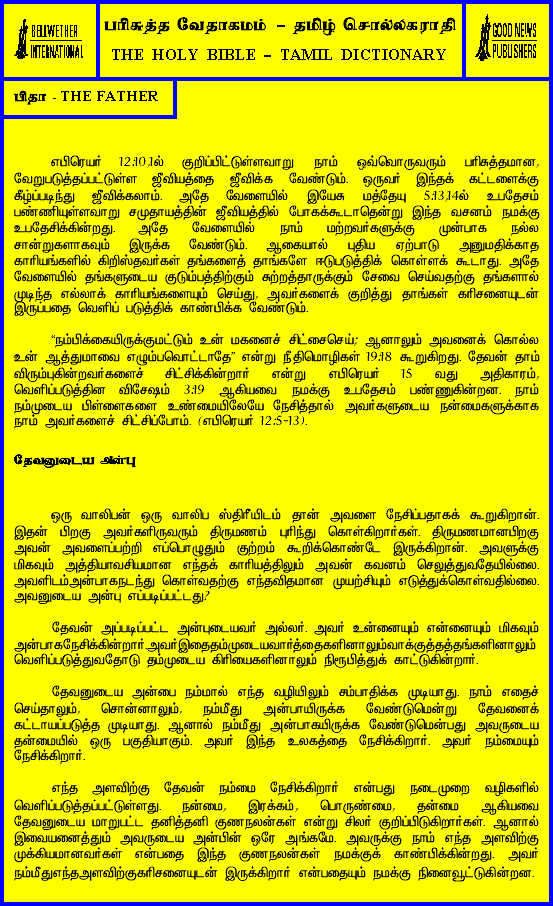 BELLWETHER
INTERNATIONAL
பரிசுத்த வேதாகமம் – தமிழ் சொல்லகராதி
THE HOLY BIBLE – TAMIL DICTIONARY
GOOD NEWS
PUBLISHERS
பிதா - THE FATHER
எபிரெயர் 12:10,1ல் குறிப்பிட்டுள்ளவாறு நாம் ஒவ்வொருவரும் பரிசுத்தமான,
வேறுபடுத்தப்பட்டுள்ள ஜீவியத்தை ஜீவிக்க வேண்டும். ஒருவர் இந்தக் கட்டளைக்கு
கீழ்ப்படிந்து ஜீவிக்கலாம். அதே வேளையில் இயேசு மத்தேயு 5:13,14ல் உபதேசம்
பண்ணியுள்ளவாறு சமுதாயத்தின் ஜீவியத்தில் போகக்கூடாதென்று இந்த வசனம் நமக்கு
உபதேசிக்கின்றது. அதே வேளையில் நாம் மற்றவர்களுக்கு முன்பாக நல்ல
சான்றுகளாகவும் இருக்க வேண்டும். ஆகையால் புதிய ஏற்பாடு அனுமதிக்காத
காரியங்களில் கிறிஸ்தவர்கள் தங்களைத் தாங்களே ஈடுபடுத்திக் கொள்ளக் கூடாது. அதே
வேளையில் தங்களுடைய குடும்பத்திற்கும் சுற்றத்தாருக்கும் சேவை செய்வதற்கு தங்களால்
முடிந்த எல்லாக் காரியங்களையும் செய்து, அவர்களைக் குறித்து தாங்கள் கரிசனையுடன்
இருப்பதை வெளிப் படுத்திக் காண்பிக்க வேண்டும்.
“நம்பிக்கையிருக்குமட்டும் உன் மகனைச் சிட்சைசெய்; ஆனாலும் அவனைக் கொல்ல
உன் ஆத்துமாவை எழும்பவொட்டாதே” என்று நீதிமொழிகள் 19:18 கூறுகிறது. தேவன் தாம்
விரும்புகின்றவர்களைச் சிட்சிக்கின்றார் என்று எபிரெயர் 15 வது அதிகாரம்,
வெளிப்படுத்தின விசேஷம் 3:19 ஆகியவை நமக்கு உபதேசம் பண்ணுகின்றன. நாம்
நம்முடைய பிள்ளைகளை உண்மையிலேயே நேசித்தால் அவர்களுடைய நன்மைகளுக்காக
நாம் அவர்களைச் சிட்சிப்போம். (எபிரெயர் 12:5-13).
தேவனுடைய அன்பு
ஒரு வாலிபன் ஒரு வாலிப ஸ்திரீயிடம் தான் அவளை நேசிப்பதாகக் கூறுகிறான்.
இதன் பிறகு அவர்களிருவரும் திருமணம் புரிந்து கொள்கிறார்கள். திருமணமானபிறகு
அவன் அவளைப்பற்றி எப்பொழுதும் குற்றம் கூறிக்கொண்டே இருக்கிறான். அவளுக்கு
மிகவும் அத்தியாவசியமான எந்தக் காரியத்திலும் அவன் கவனம் செலுத்துவதேயில்லை.
அவளிடம்அன்பாகநடந்து கொள்வதற்கு எந்தவிதமான முயற்சியும் எடுத்துக்கொள்வதில்லை.
அவனுடைய அன்பு எப்படிப்பட்டது?
தேவன் அப்படிப்பட்ட அன்புடையவர் அல்லர். அவர் உன்னையும் என்னையும் மிகவும்
அன்பாகநேசிக்கின்றார்.அவர்இதைதம்முடையவார்த்தைகளினாலும்வாக்குத்தத்தங்களினாலும்
வெளிப்படுத்துவதோடு தம்முடைய கிரியைகளினாலும் நிரூபித்துக் காட்டுகின்றார்.
தேவனுடைய அன்பை நம்மால் எந்த வழியிலும் சம்பாதிக்க முடியாது. நாம் எதைச்
செய்தாலும், சொன்னாலும், நம்மீது அன்பாயிருக்க வேண்டுமென்று தேவனைக்
கட்டாயப்படுத்த முடியாது. ஆனால் நம்மீது அன்பாகயிருக்க வேண்டுமென்பது அவருடைய
தன்மையில் ஒரு பகுதியாகும். அவர் இந்த உலகத்தை நேசிக்கிறார். அவர் நம்மையும்
நேசிக்கிறார்.
எந்த அளவிற்கு தேவன் நம்மை நேசிக்கிறார் என்பது நடைமுறை வழிகளில்
வெளிப்படுத்தப்பட்டுள்ளது. நன்மை, இரக்கம், பொருண்மை, தன்மை ஆகியவை
தேவனுடைய மாறுபட்ட தனித்தனி குணநலன்கள் என்று சிலர் குறிப்பிடுகிறார்கள். ஆனால்
இவையனைத்தும் அவருடைய அன்பின் ஒரே அங்கமே. அவருக்கு நாம் எந்த அளவிற்கு
முக்கியமானவர்கள் என்பதை இந்த குணநலன்கள் நமக்குக் காண்பிக்கின்றது. அவர்
நம்மீதுஎந்தஅளவிற்குகரிசனையுடன் இருக்கிறார் என்பதையும் நமக்கு நினைவூட்டுகின்றன.